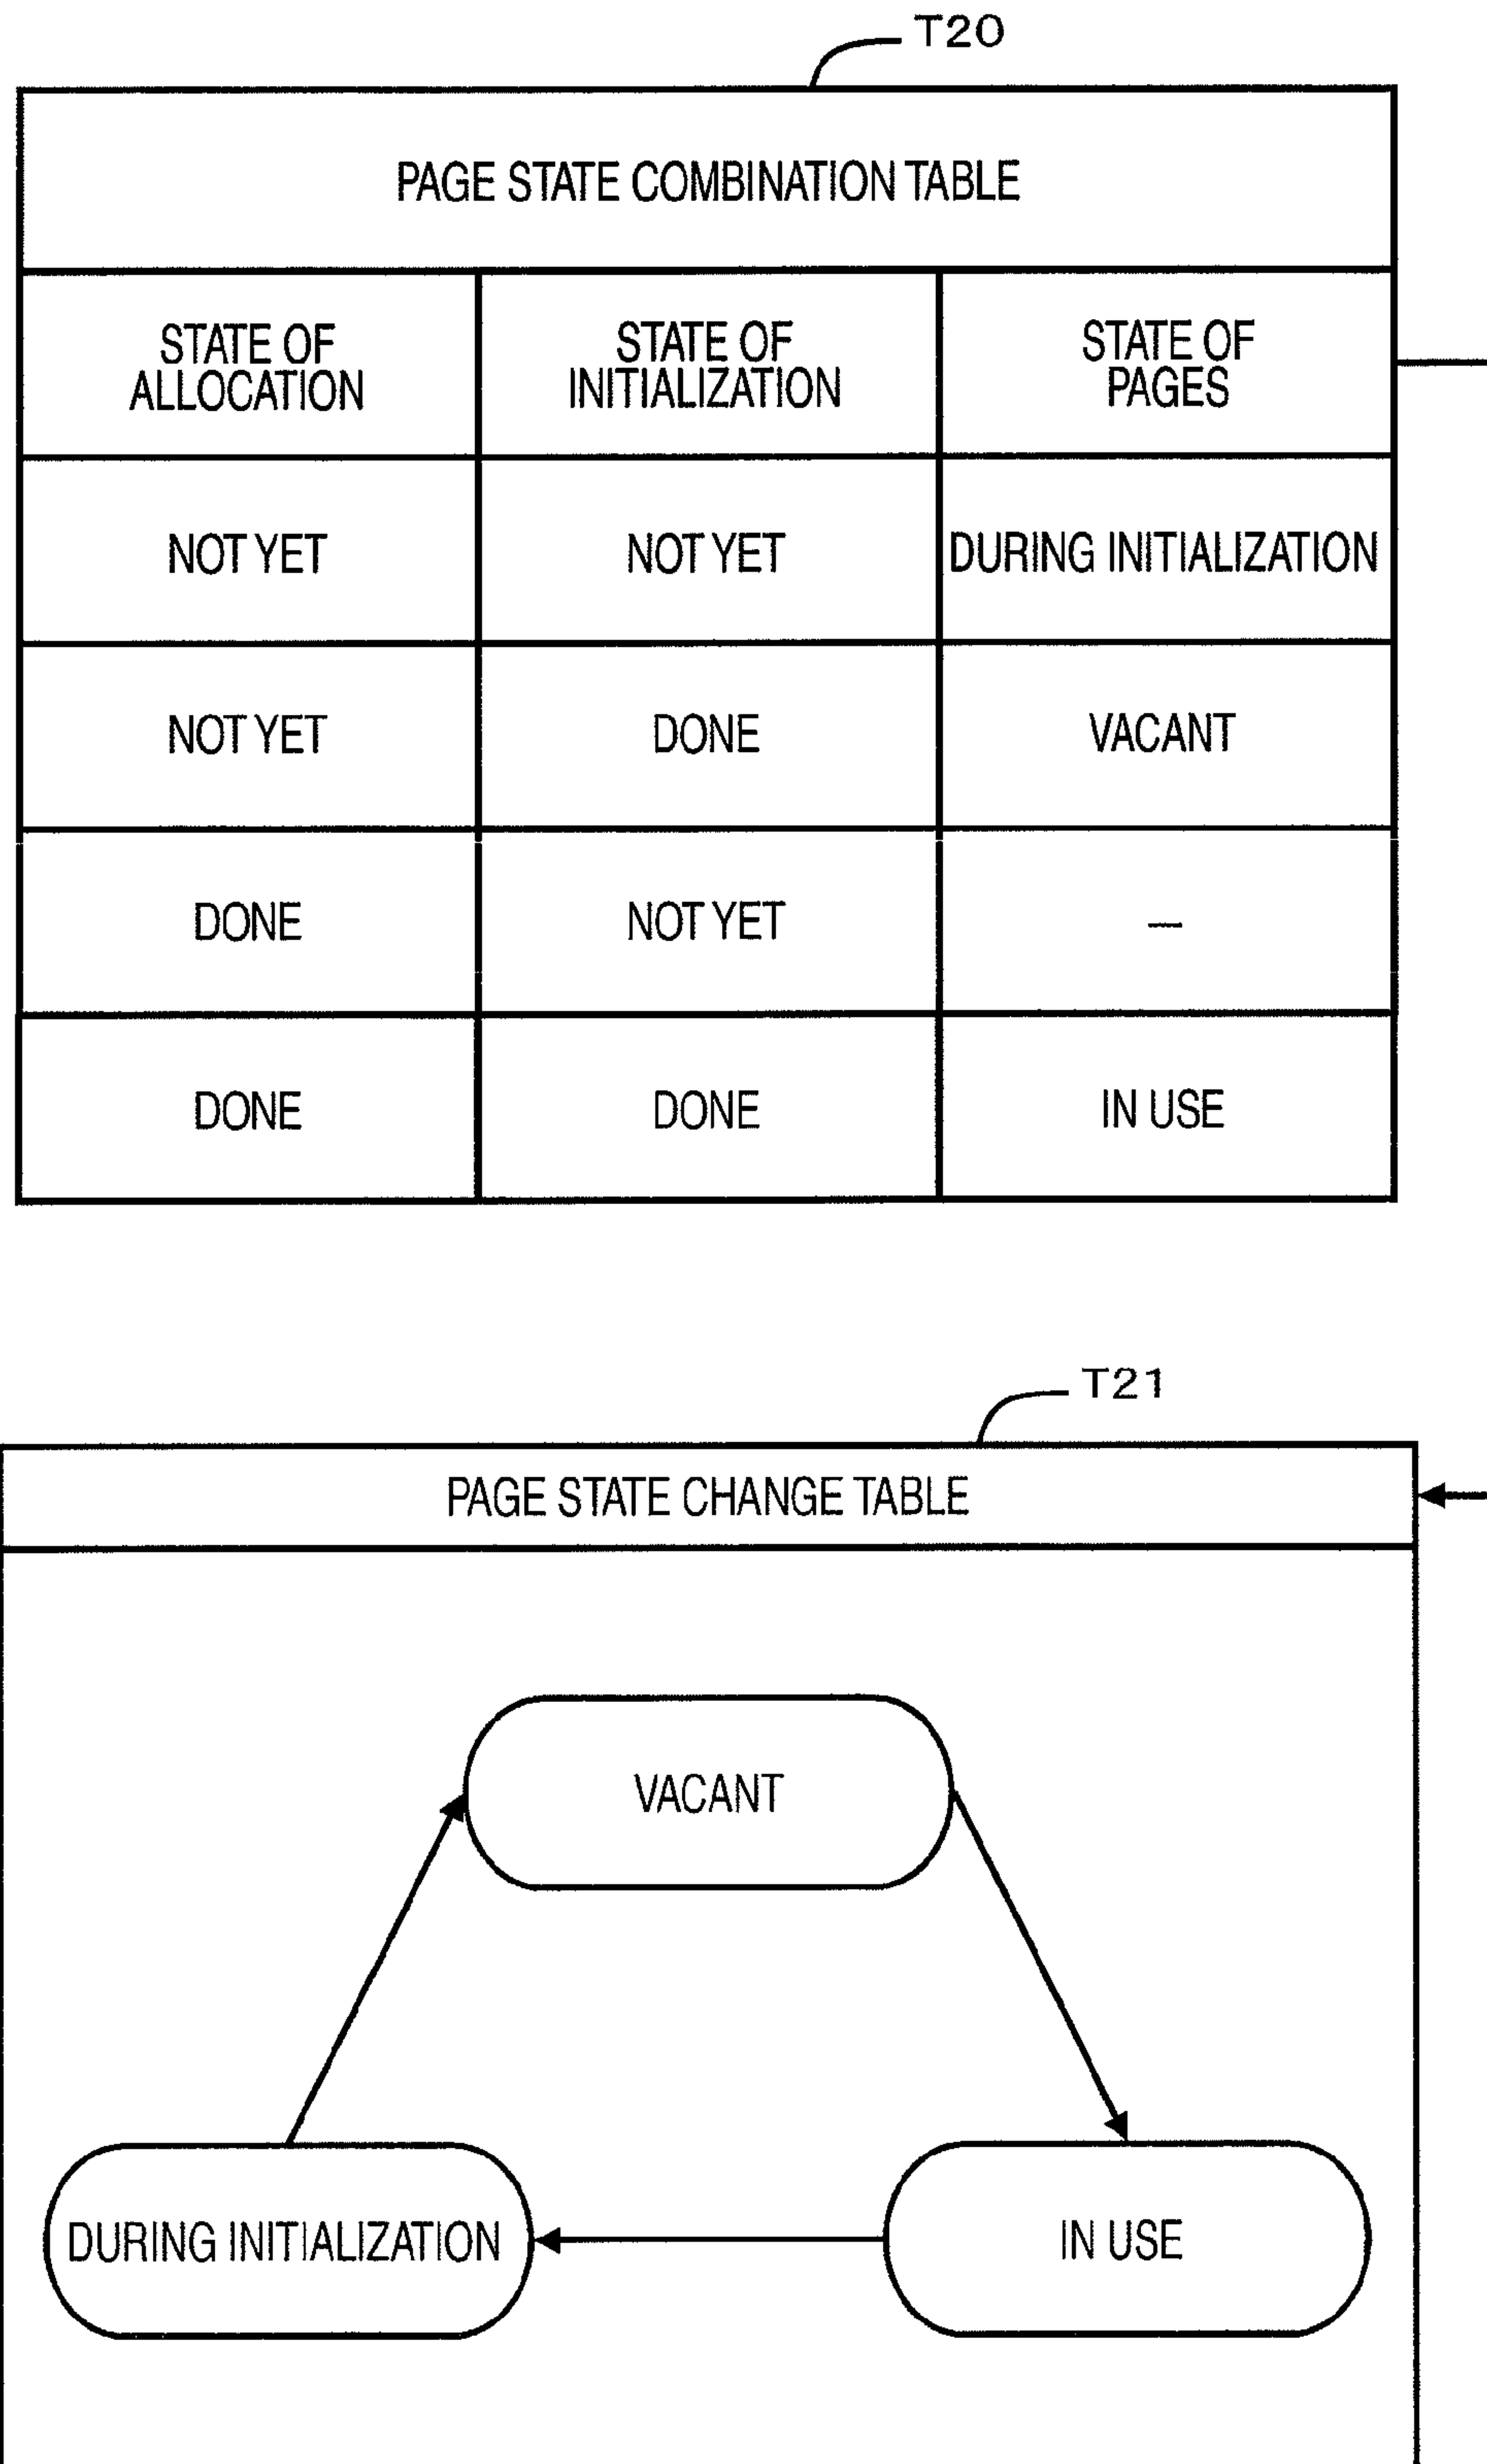 T20
PAGE STATE COMBINATION TABLE
STATE OF
ALLOCATION
STATE OF
INITIALIZATION
STATE OF
PAGES
NOT YET
NOT YET
DURING INITIALIZATION
NOT YET
DONE
VACANT
DONE
NOT YET
—
DONE
DONE
IN USE
T21
PAGE STATE CHANGE TABLE
VACANT
DURING INITIALIZATION
IN USE